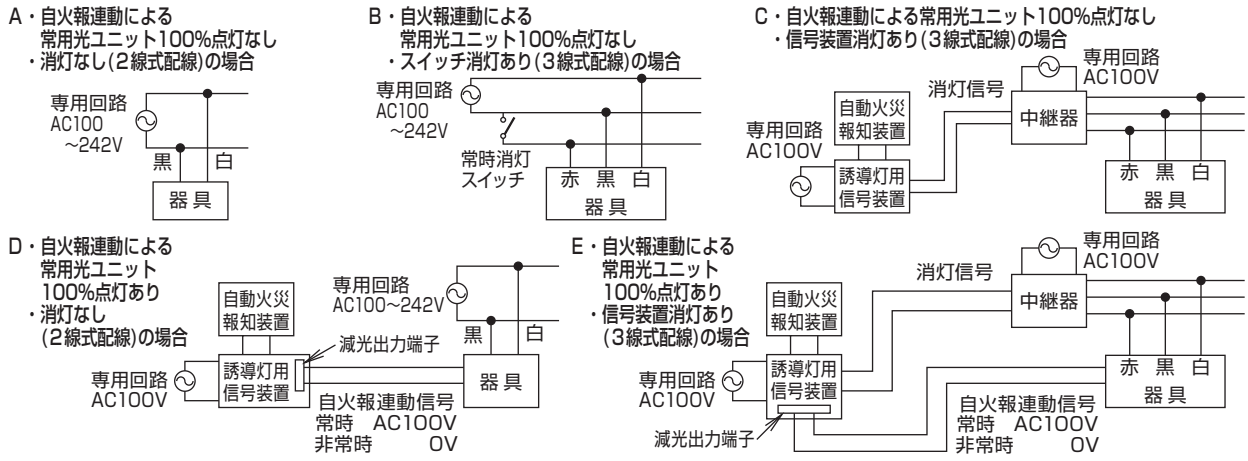 A・自火報連動による
常用光ユニット100%点灯なし
・消灯なし(2線式配線)の場合
専用回路
AC100
～242V
黒
白
器具
B・自火報連動による
常用光ユニット100%点灯なし
・スイッチ消灯あり(3線式配線)の場合
専用回路
AC100
～242V
常時消灯
スイッチ
赤 黒 白
器具
C・自火報連動による常用光ユニット100%点灯なし
・信号装置消灯あり(3線式配線)の場合
専用回路
AC100V
消灯信号
自動火災
報知装置
中継器
専用回路
AC100V
誘導灯用
信号装置
赤 黒 白
器具
D・自火報連動による
常用光ユニット
100%点灯あり
・消灯なし
(2線式配線)の場合
自動火災
報知装置
専用回路
AC100～242V
黒
白
減光出力端子
専用回路
AC100V
誘導灯用
信号装置
器具
自火報連動信号
常時 AC100V
非常時 0V
E・自火報連動による
常用光ユニット
100%点灯あり
・信号装置消灯あり
(3線式配線)の場合
専用回路
AC100V
消灯信号
自動火災
報知装置
中継器
専用回路
AC100V
誘導灯用
信号装置
赤 黒 白
器具
減光出力端子
自火報連動信号
常時 AC100V
非常時 0V